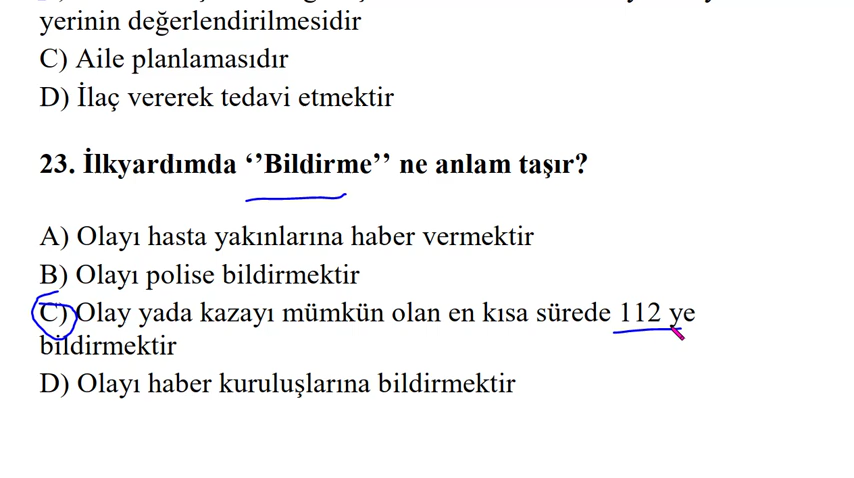 yerinin değerlendirilmesidir
C) Aile planlamasıdır
D) İlaç vererek tedavi etmektir
23. İlkyardımda ‘’Bildirme’’ ne anlam taşır?
A) Olayı hasta yakınlarına haber vermektir
B) Olayı polise bildirmektir
C) Olay yada kazayı mümkün olan en kısa sürede 112 ye
bildirmektir
D) Olayı haber kuruluşlarına bildirmektir